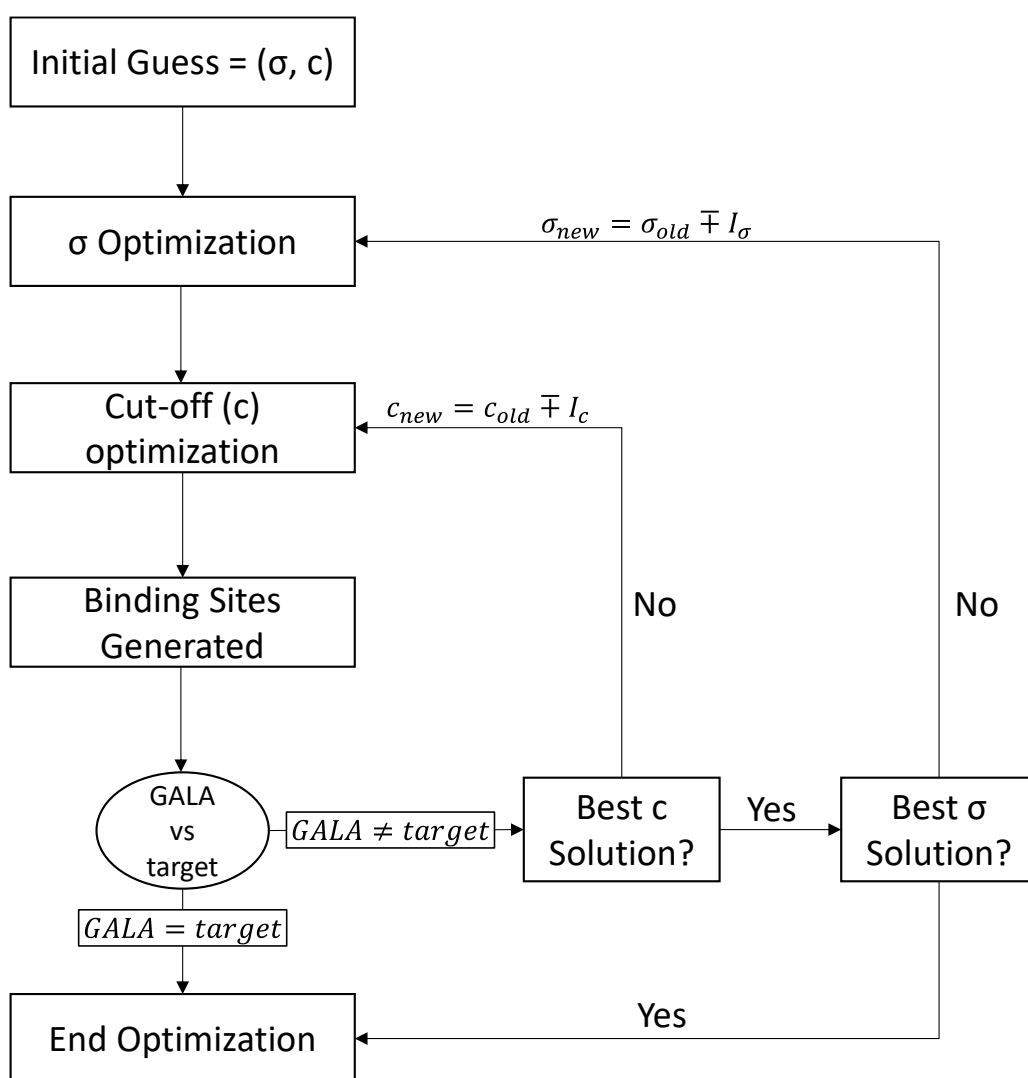 Initial Guess = (σ, c)
σ Optimization
σ_new = σ_old ∓ I_σ
Cut-off (c)
optimization
c_new = c_old ∓ I_c
Binding Sites
Generated
No
No
GALA
vs
target
GALA ≠ target
Best c
Solution?
Yes
Best σ
Solution?
GALA = target
Yes
End Optimization